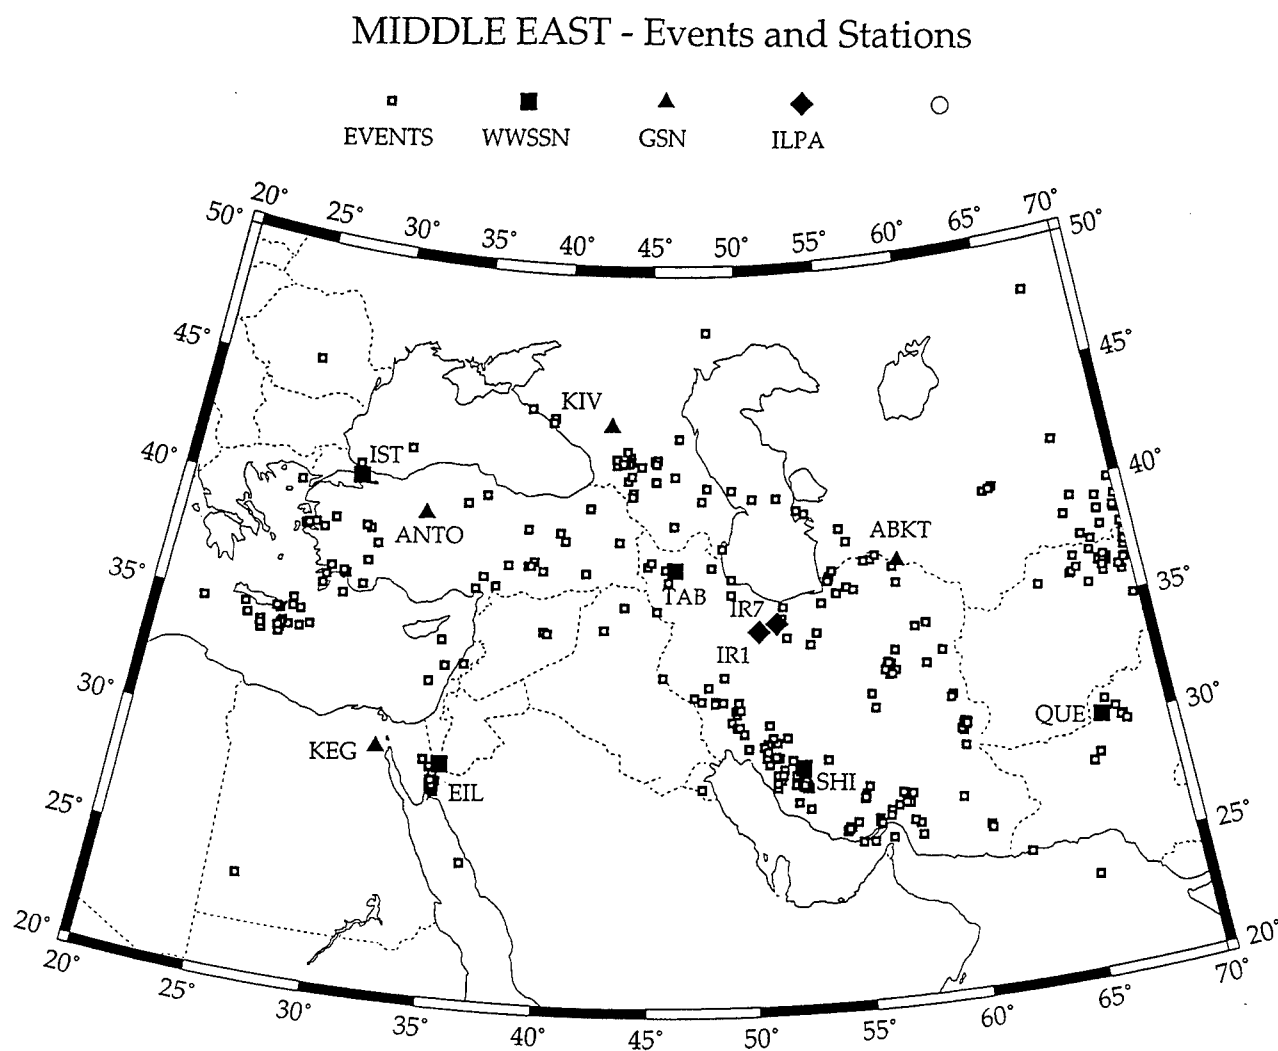 MIDDLE EAST - Events and Stations
EVENTS WWSSN GSN ILPA
20° 25° 30° 35° 40° 45° 50° 55° 60° 65° 70°
50° 50°
45° 45°
KIV
IST
40° 40°
ANTO ABKT
35° 35°
TAB IR7
IR1
30° 30°
QUE
KEG
EIL SHI
25° 25°
20° 20°
20° 25° 30° 35° 40° 45° 50° 55° 60° 65° 70°